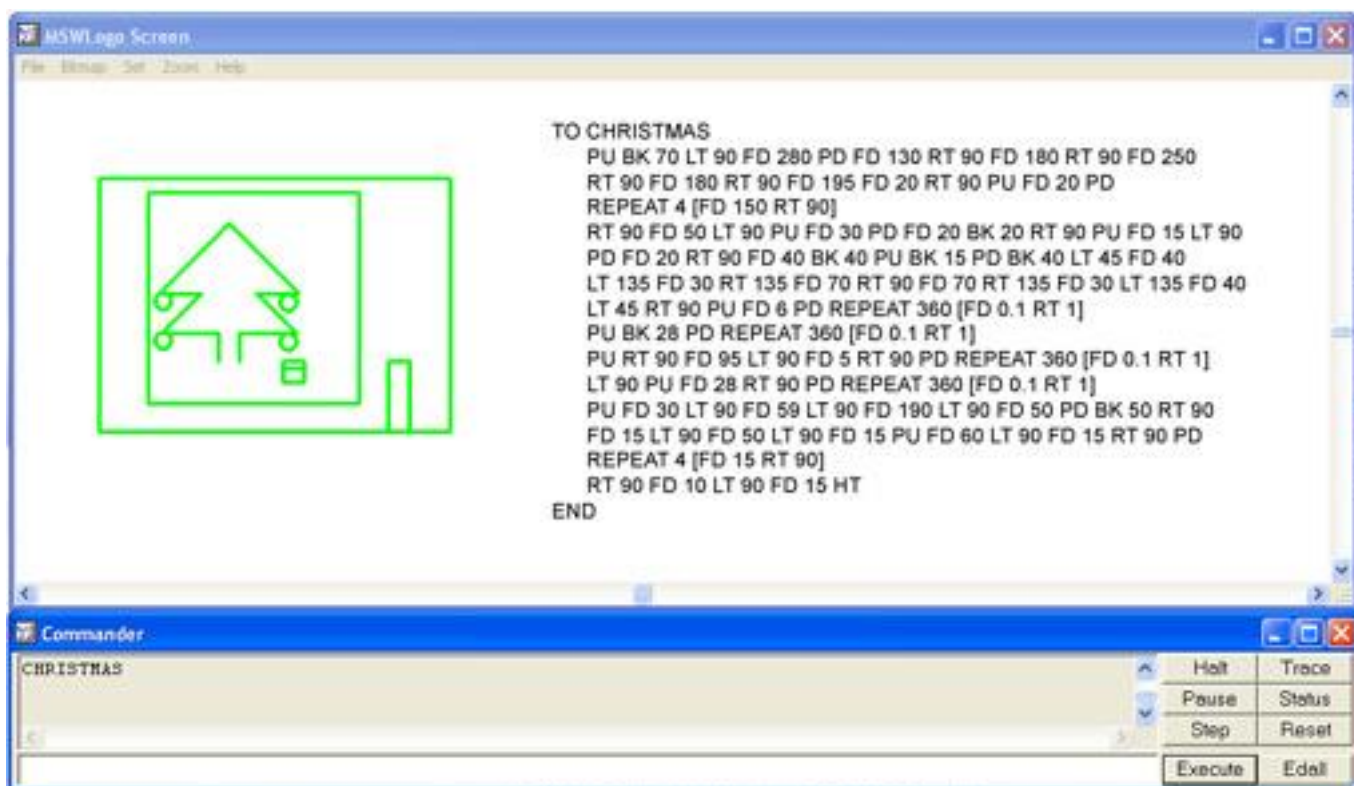 MSWLogo Screen
File Bitmap Set Zoom Help
TO CHRISTMAS
PU BK 70 LT 90 FD 280 PD FD 130 RT 90 FD 180 RT 90 FD 250
RT 90 FD 180 RT 90 FD 195 FD 20 RT 90 PU FD 20 PD
REPEAT 4 [FD 150 RT 90]
RT 90 FD 50 LT 90 PU FD 30 PD FD 20 BK 20 RT 90 PU FD 15 LT 90
PD FD 20 RT 90 FD 40 BK 40 PU BK 15 PD BK 40 LT 45 FD 40
LT 135 FD 30 RT 135 FD 70 RT 90 FD 70 RT 135 FD 30 LT 135 FD 40
LT 45 RT 90 PU FD 6 PD REPEAT 360 [FD 0.1 RT 1]
PU BK 28 PD REPEAT 360 [FD 0.1 RT 1]
PU RT 90 FD 95 LT 90 FD 5 RT 90 PD REPEAT 360 [FD 0.1 RT 1]
LT 90 PU FD 28 RT 90 PD REPEAT 360 [FD 0.1 RT 1]
PU FD 30 LT 90 FD 59 LT 90 FD 190 LT 90 FD 50 PD BK 50 RT 90
FD 15 LT 90 FD 50 LT 90 FD 15 PU FD 60 LT 90 FD 15 RT 90 PD
REPEAT 4 [FD 15 RT 90]
RT 90 FD 10 LT 90 FD 15 HT
END
Commander
CHRISTMAS
Halt Trace
Pause Status
Step Reset
Execute Edall